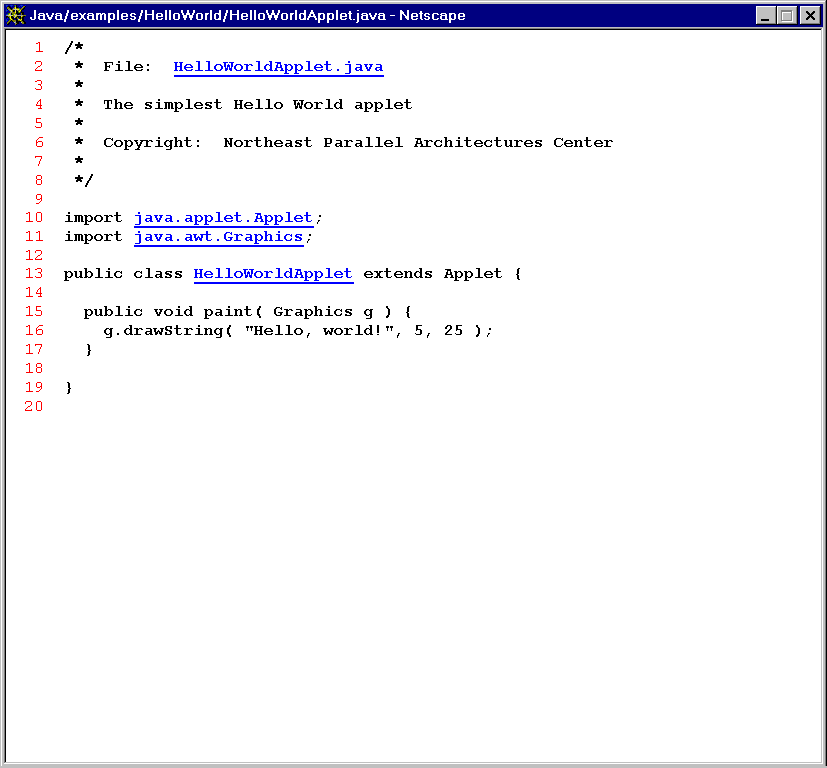 Java/examples/HelloWorld/HelloWorldApplet.java - Netscape
1 /*
2 * File: HelloWorldApplet.java
3 *
4 * The simplest Hello World applet
5 *
6 * Copyright: Northeast Parallel Architectures Center
7 *
8 */
9
10 import java.applet.Applet;
11 import java.awt.Graphics;
12
13 public class HelloWorldApplet extends Applet {
14
15 public void paint( Graphics g ) {
16 g.drawString( "Hello, world!", 5, 25 );
17 }
18
19 }
20